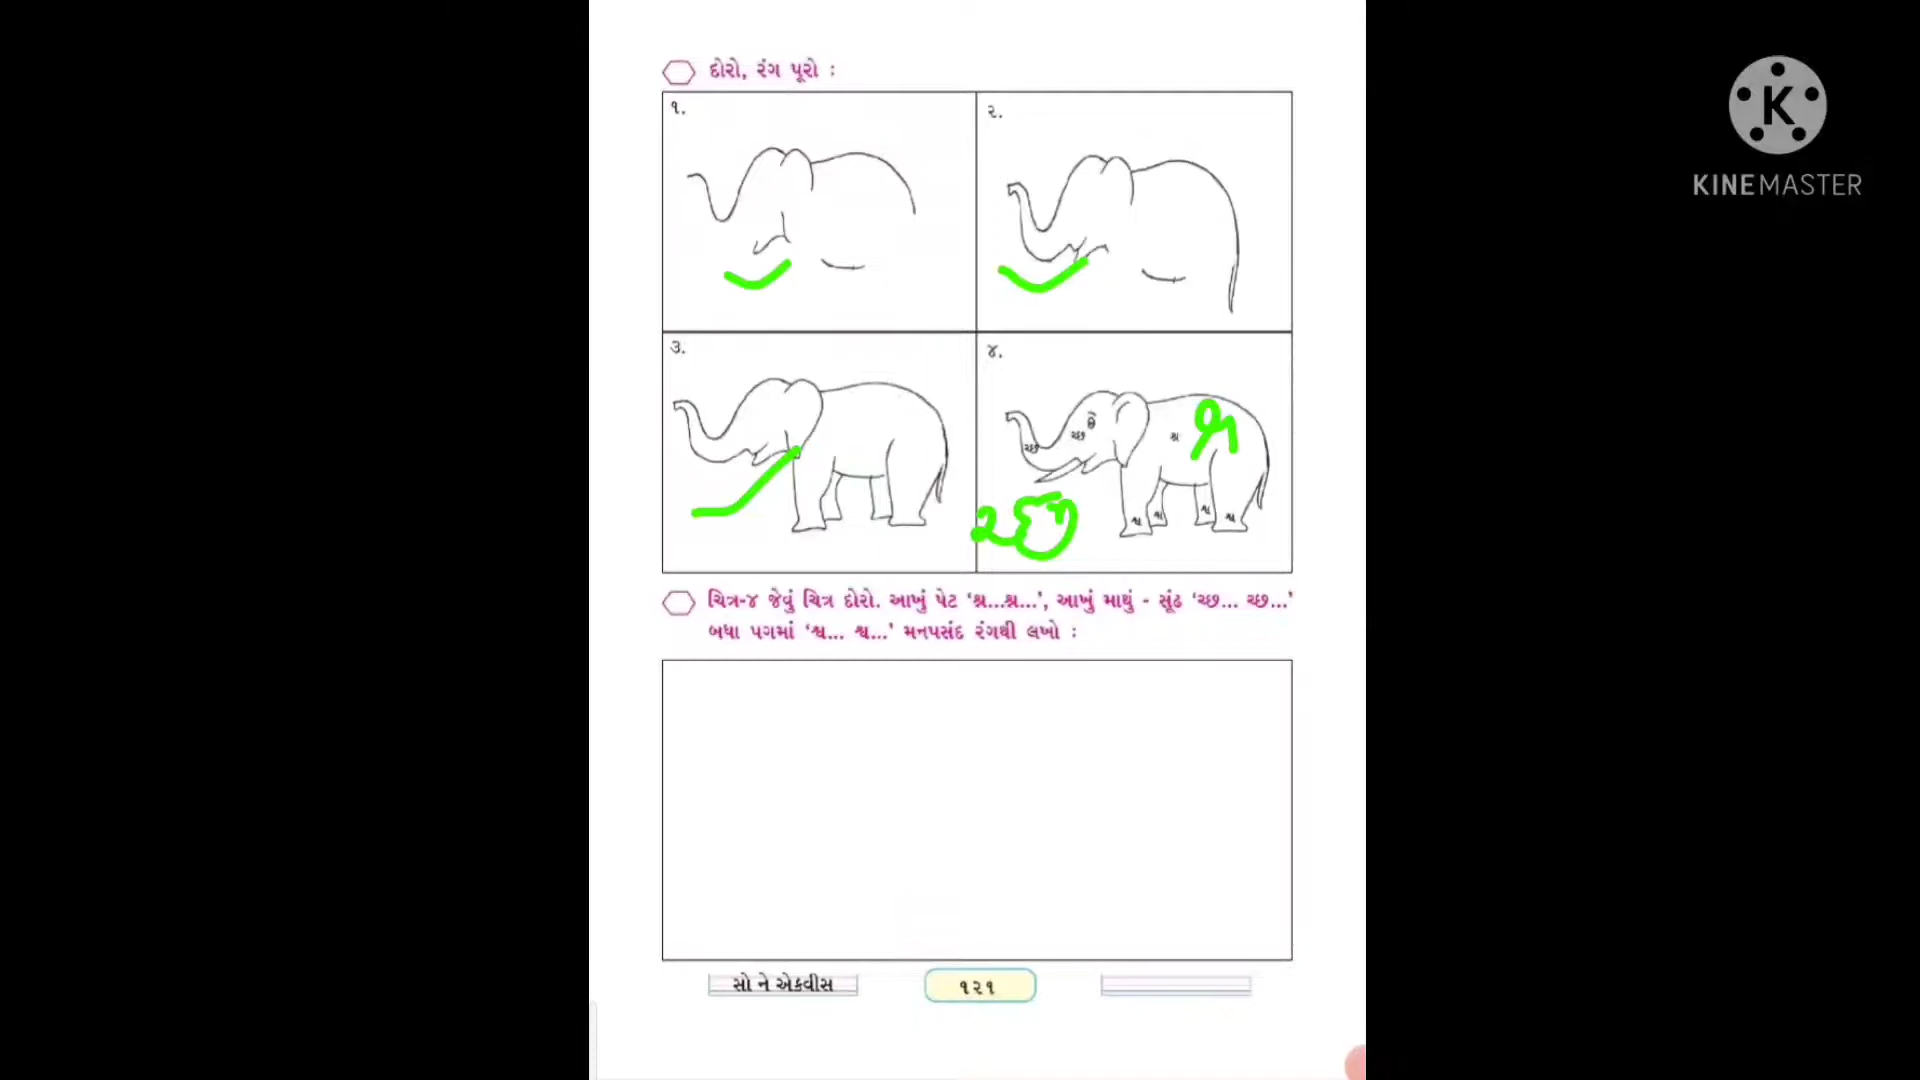 દોરો, રંગ પૂરો :
૧.
૨.
૩.
૪.
ચ્છ
ચ્છ
શ્ન
શ્ન
ચ્છ
શ્વ
શ્વ
શ્વ
શ્વ
ચિત્ર-૪ જેવું ચિત્ર દોરો. આખું પેટ ‘શ્ન...શ્ન...’, આખું માથું - સૂંઢ ‘ચ્છ... ચ્છ...’
બધા પગમાં ‘શ્વ... શ્વ...’ મનપસંદ રંગથી લખો :
સો ને એકવીસ
૧૨૧
KINEMASTER